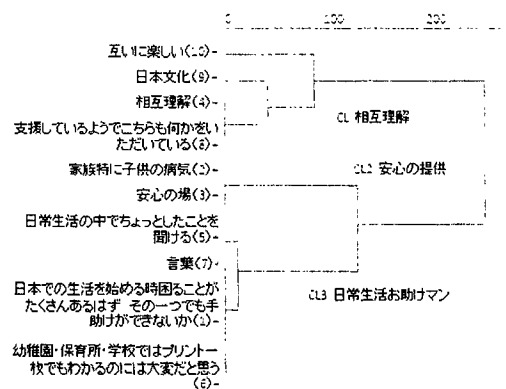 0 100 200
互いに楽しい(10)-
日本文化(9)-
相互理解(4)-
支援しているようでこちらも何かをい
ただいている(8)-
CL 相互理解
家族特に子供の病気(2)-
CL2 安心の提供
安心の場(3)-
日常生活の中でちょっとしたことを
聞ける(5)-
言葉(7)-
日本での生活を始める時困ることが
たくさんあるはず その一つでも手
助けができないか(1)-
CL3 日常生活お助けマン
幼稚園・保育所・学校ではプリント一
枚でもわかるのには大変だと思う
(6)-